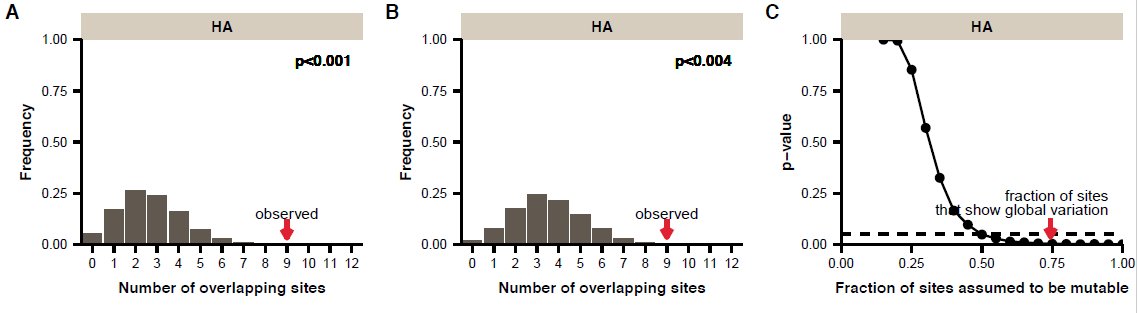 A
HA
1.00
0.75
0.50
0.25
0.00
Frequency
p<0.001
observed
0 1 2 3 4 5 6 7 8 9 10 11 12
Number of overlapping sites
B
HA
1.00
0.75
0.50
0.25
0.00
Frequency
p<0.004
observed
0 1 2 3 4 5 6 7 8 9 10 11 12
Number of overlapping sites
C
HA
1.00
0.75
0.50
0.25
0.00
p-value
fraction of sites
that show global variation
0.00 0.25 0.50 0.75 1.00
Fraction of sites assumed to be mutable